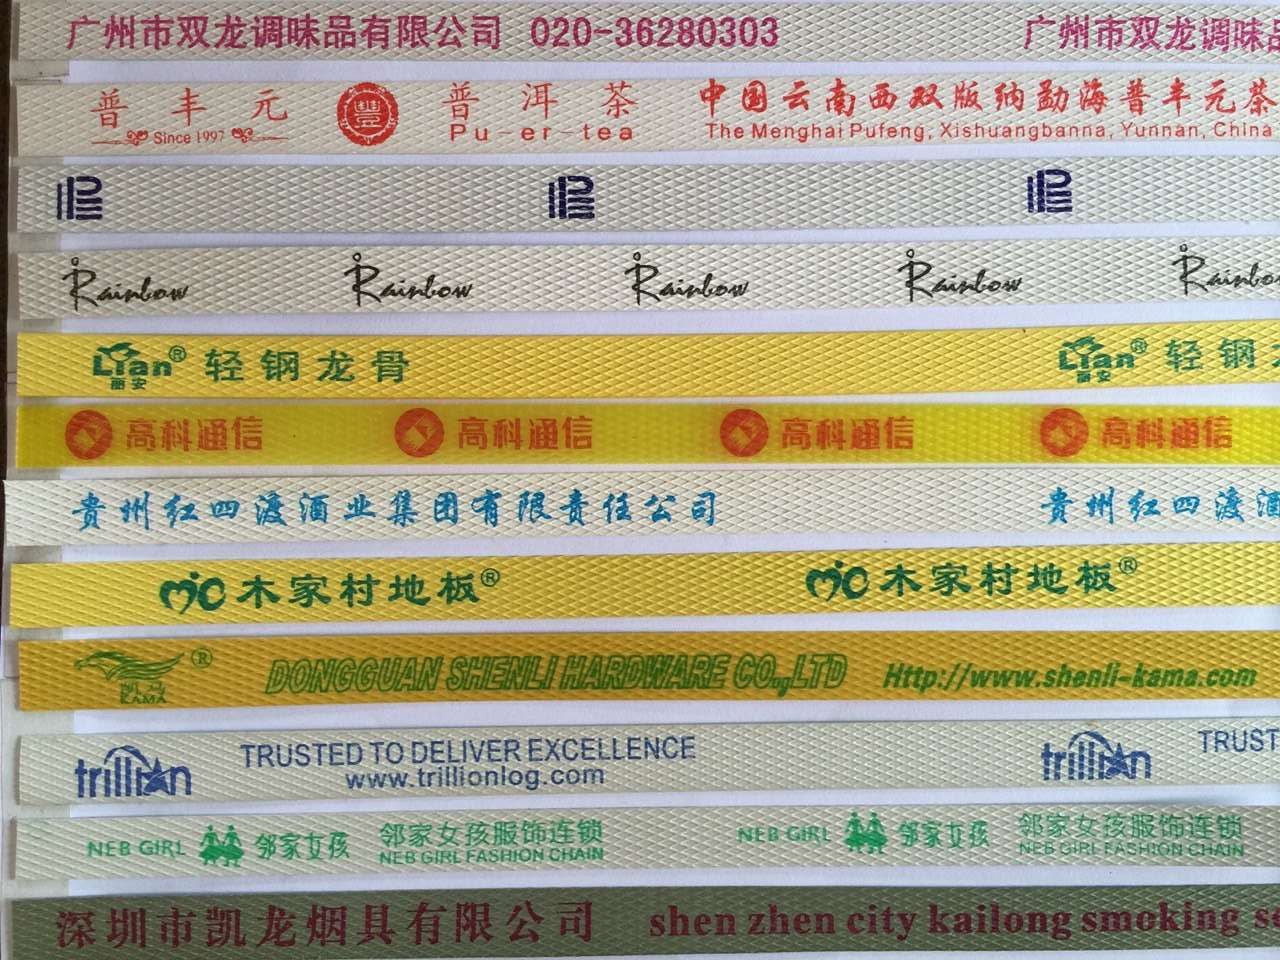 广州市双龙调味品有限公司 020-36280303 广州市双龙调味品
普丰元 普洱茶 中国云南西双版纳勐海普丰元茶
Since 1997 Pu-er-tea The Menghai Pufeng, Xishuangbanna, Yunnan, China
Rainbow Rainbow Rainbow Rainbow Rainbow
Lian® 轻钢龙骨 Lian® 轻钢
丽安 丽安
高科通信 高科通信 高科通信 高科通信
贵州红四渡酒业集团有限责任公司 贵州红四渡酒
木家村地板® 木家村地板®
® DONGGUAN SHENLI HARDWARE CO.,LTD Http://www.shenli-kama.com
KAMA
trillian TRUSTED TO DELIVER EXCELLENCE trillian TRUST
www.trillionlog.com
NEB GIRL 邻家女孩 邻家女孩服饰连锁 NEB GIRL 邻家女孩 邻家女孩服饰连锁
NEB GIRL FASHION CHAIN NEB GIRL FASHION CHAIN
深圳市凯龙烟具有限公司 shen zhen city kailong smoking se